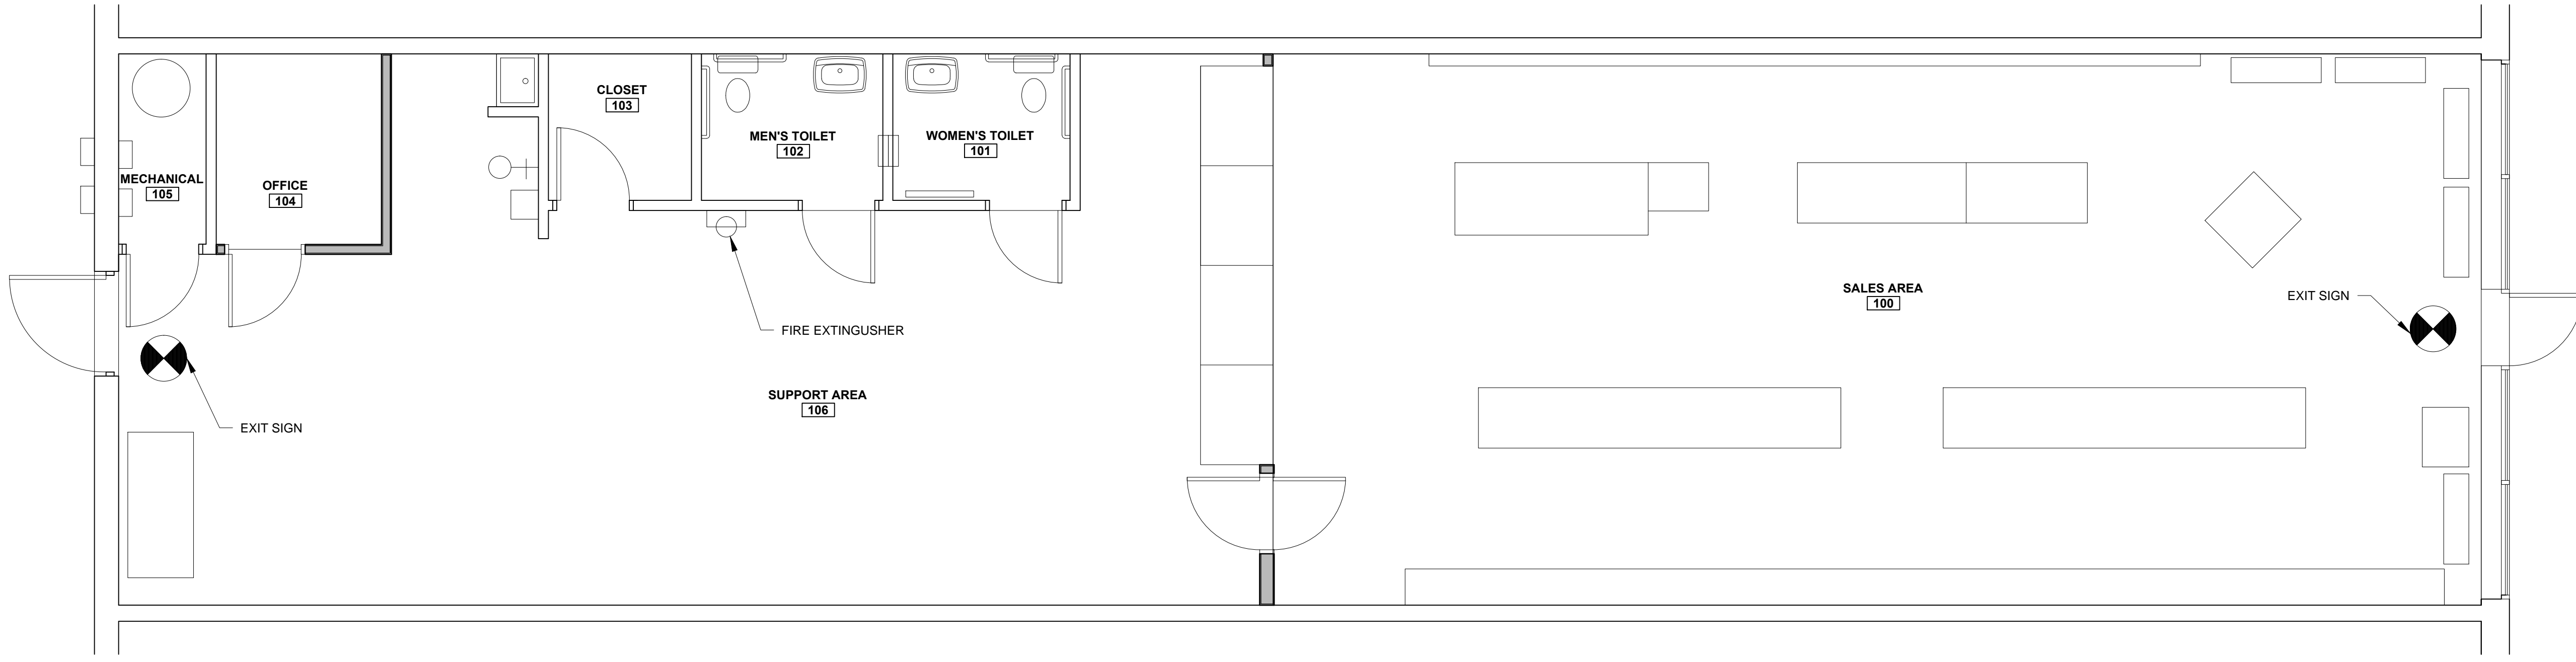 CLOSET
103
MEN'S TOILET
102
WOMEN'S TOILET
101
MECHANICAL
105
OFFICE
104
SALES AREA
100
EXIT SIGN
FIRE EXTINGUSHER
SUPPORT AREA
106
EXIT SIGN